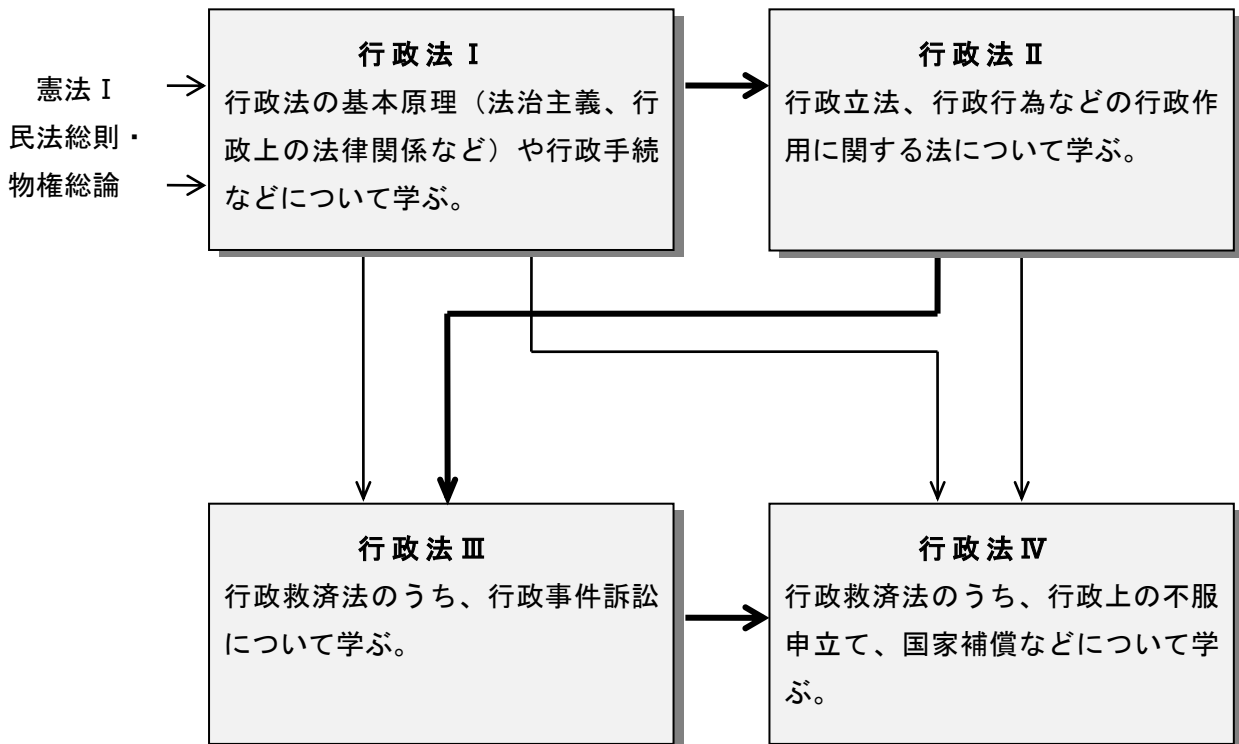 憲法Ⅰ
民法総則・
物権総論
行政法Ⅰ
行政法の基本原理（法治主義、行
政上の法律関係など）や行政手続
などについて学ぶ。
行政法Ⅱ
行政立法、行政行為などの行政作
用に関する法について学ぶ。
行政法Ⅲ
行政救済法のうち、行政事件訴訟
について学ぶ。
行政法Ⅳ
行政救済法のうち、行政上の不服
申立て、国家補償などについて学
ぶ。